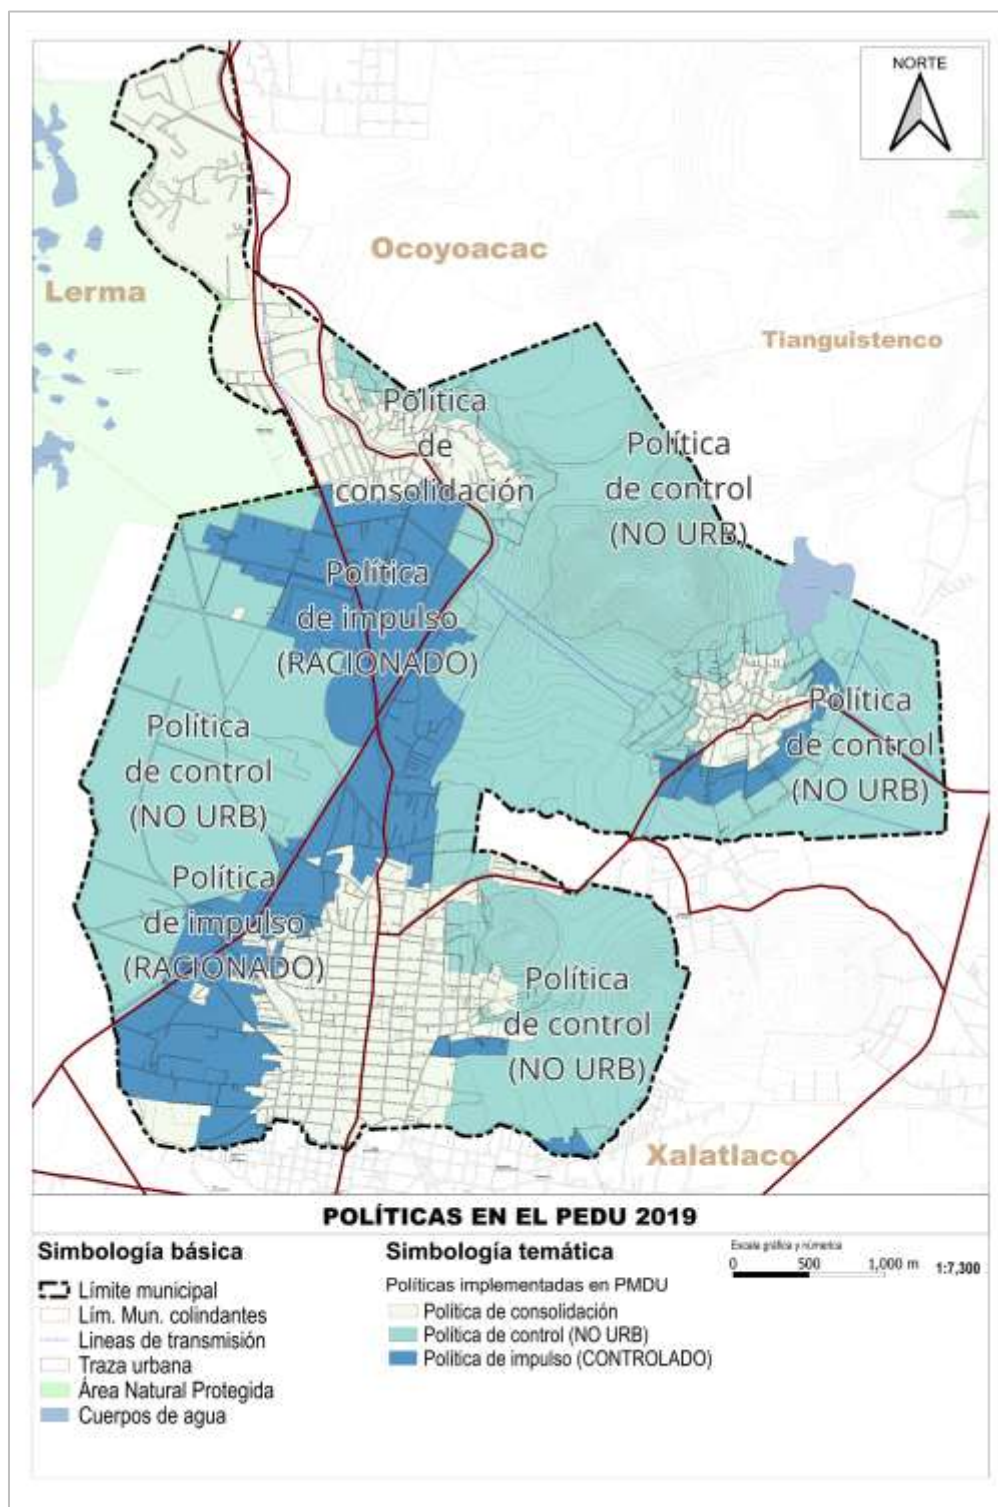 NORTE
Ocoyoacac
Lerma
Tianguistenco
Política
de
consolidación
Política
de control
(NO URB)
Política
de impulso
(RACIONADO)
Política
de control
(NO URB)
Política
de control
(NO URB)
Política
de impulso
(RACIONADO)
Política
de control
(NO URB)
Xalatlaco
POLÍTICAS EN EL PEDU 2019
Simbología básica
Límite municipal
Lím. Mun. colindantes
Lineas de transmisión
Traza urbana
Área Natural Protegida
Cuerpos de agua
Simbología temática
Políticas implementadas en PMDU
Política de consolidación
Política de control (NO URB)
Política de impulso (CONTROLADO)
Escala gráfica y númerica
0 500 1,000 m 1:7,300